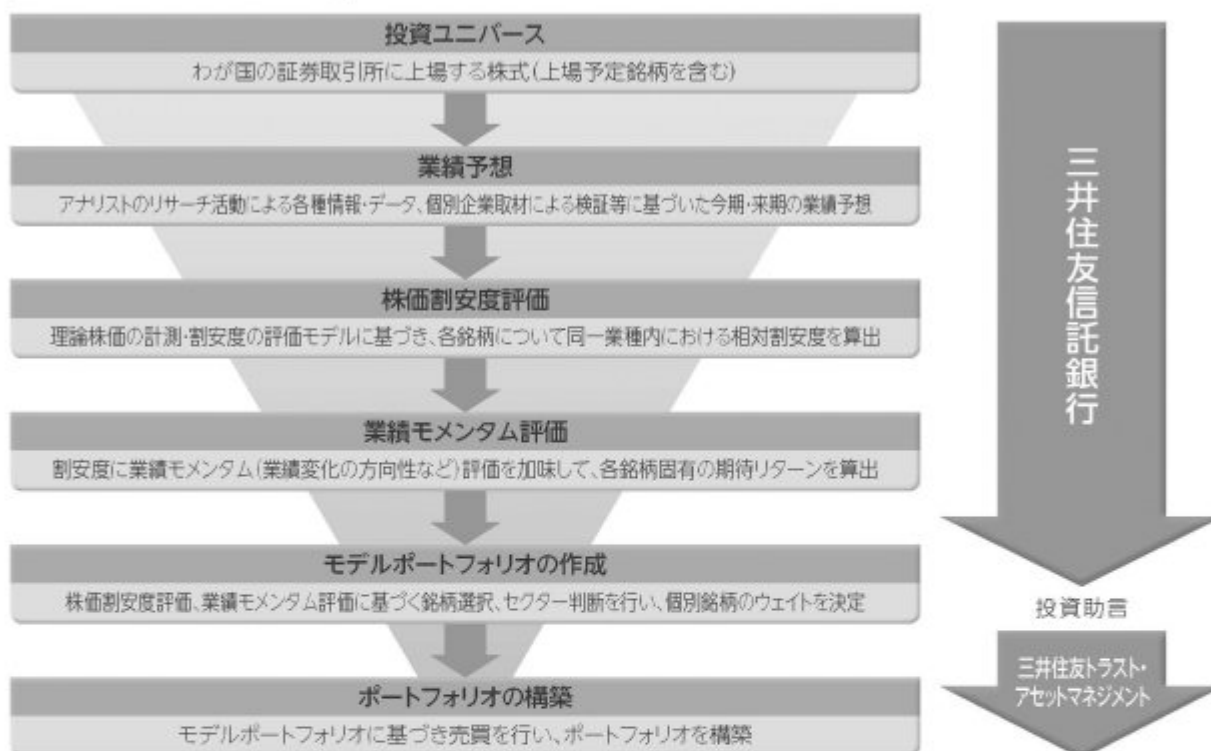 投資ユニバース
わが国の証券取引所に上場する株式(上場予定銘柄を含む)
業績予想
アナリストのリサーチ活動による各種情報・データ、個別企業取材による検証等に基づいた今期・来期の業績予想
株価割安度評価
理論株価の計測・割安度の評価モデルに基づき、各銘柄について同一業種内における相対割安度を算出
業績モメンタム評価
割安度に業績モメンタム(業績変化の方向性など)評価を加味して、各銘柄固有の期待リターンを算出
モデルポートフォリオの作成
株価割安度評価、業績モメンタム評価に基づく銘柄選択、セクター判断を行い、個別銘柄のウェイトを決定
ポートフォリオの構築
モデルポートフォリオに基づき売買を行い、ポートフォリオを構築
三井住友信託銀行
投資助言
三井住友トラスト・
アセットマネジメント